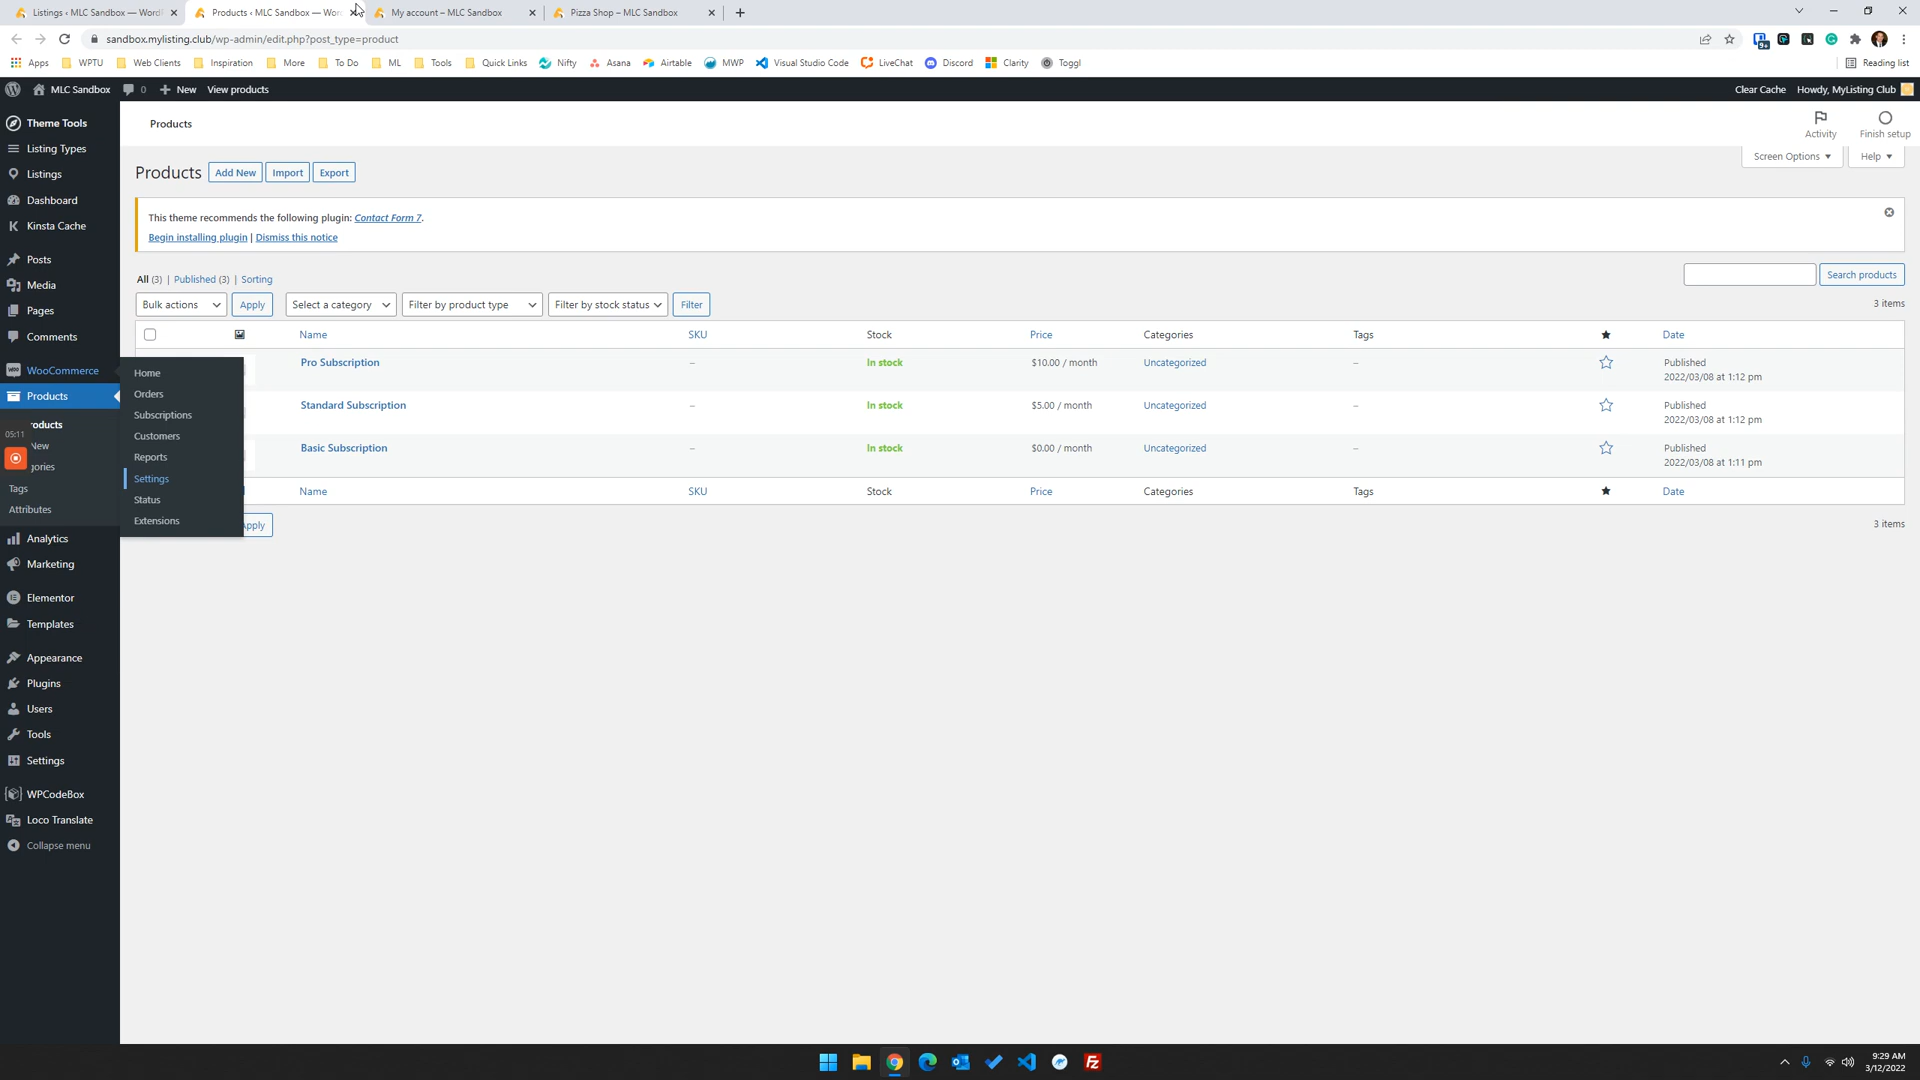 Listings ‹ MLC Sandbox — WordP
Products ‹ MLC Sandbox — Wor
My account – MLC Sandbox
Pizza Shop – MLC Sandbox
sandbox.mylisting.club/wp-admin/edit.php?post_type=product
Apps WPTU Web Clients Inspiration More To Do ML Tools Quick Links Nifty Asana Airtable MWP Visual Studio Code LiveChat Discord Clarity Toggl Reading list
MLC Sandbox 0 New View products Clear Cache Howdy, MyListing Club
Theme Tools
Listing Types
Listings
Dashboard
Kinsta Cache
Posts
Media
Pages
Comments
WooCommerce
Products
oducts
New
gories
Tags
Attributes
Analytics
Marketing
Elementor
Templates
Appearance
Plugins
Users
Tools
Settings
WPCodeBox
Loco Translate
Collapse menu
05:11
Home
Orders
Subscriptions
Customers
Reports
Settings
Status
Extensions
Products
Activity
Finish setup
Screen Options
Help
Products Add New Import Export
This theme recommends the following plugin: Contact Form 7.
Begin installing plugin | Dismiss this notice
All (3) | Published (3) | Sorting
Search products
Bulk actions Apply Select a category Filter by product type Filter by stock status Filter
3 items
Name SKU Stock Price Categories Tags Date
Pro Subscription – In stock $10.00 / month Uncategorized – Published
2022/03/08 at 1:12 pm
Standard Subscription – In stock $5.00 / month Uncategorized – Published
2022/03/08 at 1:12 pm
Basic Subscription – In stock $0.00 / month Uncategorized – Published
2022/03/08 at 1:11 pm
Name SKU Stock Price Categories Tags Date
Apply
3 items
9:29 AM
3/12/2022